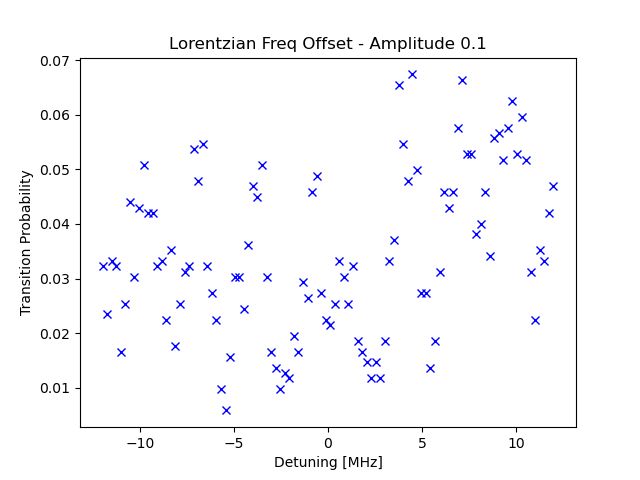 Lorentzian Freq Offset - Amplitude 0.1
0.07
0.06
0.05
0.04
0.03
0.02
0.01
Transition Probability
−10 −5 0 5 10
Detuning [MHz]